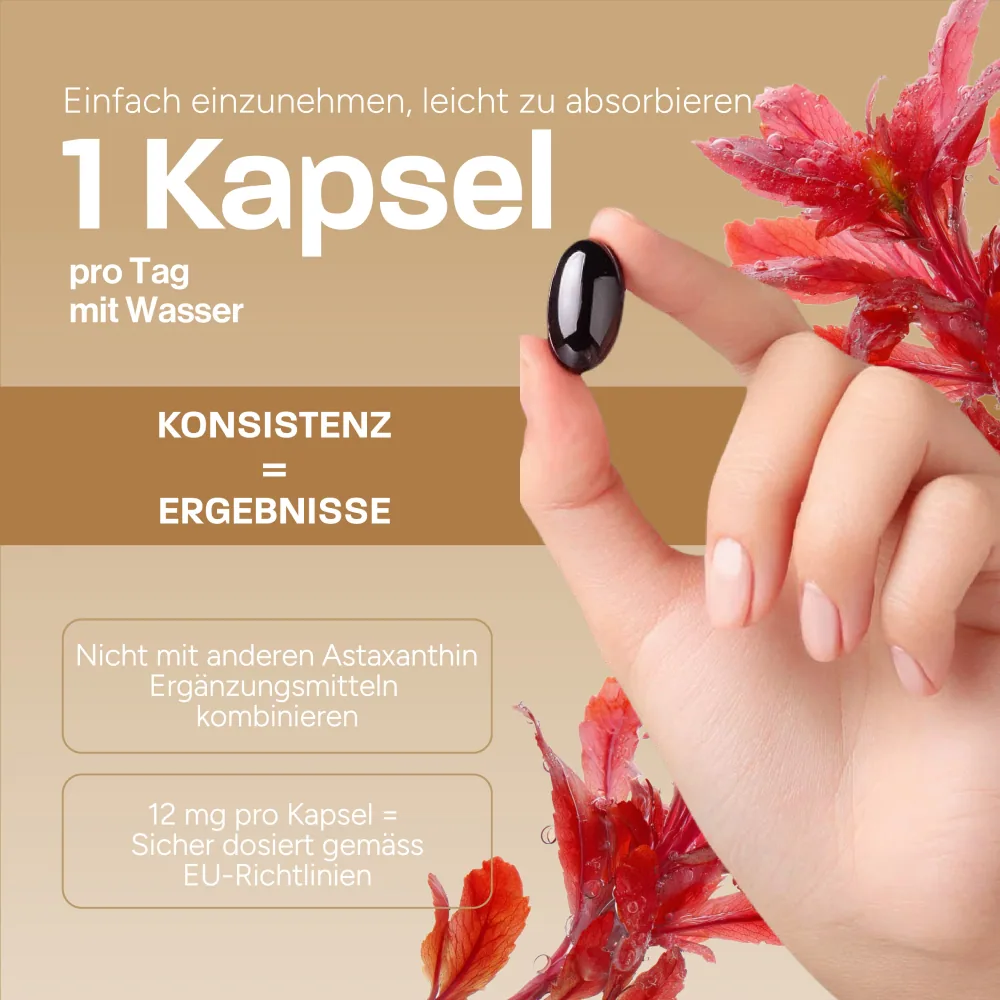 Einfach einzunehmen, leicht zu absorbieren
1 Kapsel
pro Tag
mit Wasser
KONSISTENZ
=
ERGEBNISSE
Nicht mit anderen Astaxanthin
Ergänzungsmitteln
kombinieren
12 mg pro Kapsel =
Sicher dosiert gemäss
EU-Richtlinien